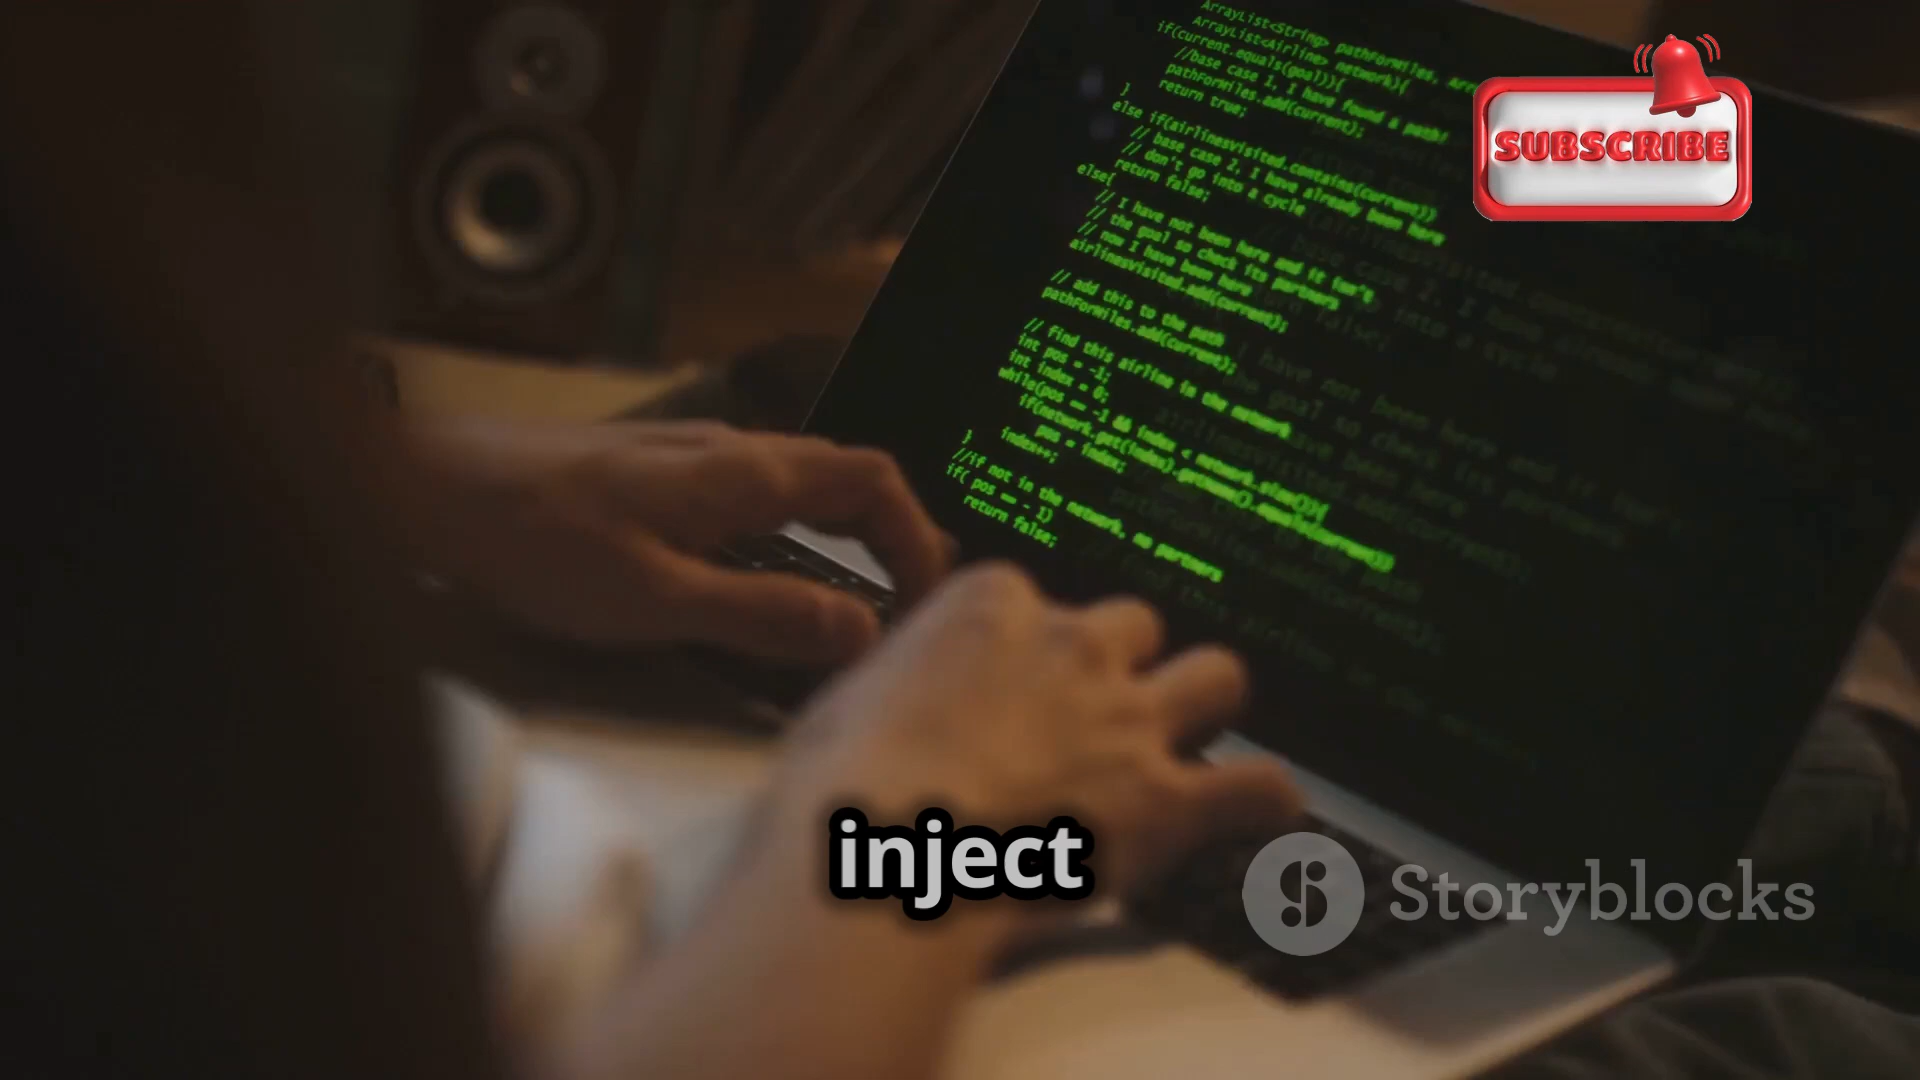 ArrayList<String> pathForMiles,
ArrayList<Airline> network){
if(current.equals(goal)){
//base case 1, I have found a path!
pathForMiles.add(current);
return true;
}
else if(airlinesVisited.contains(current))
// base case 2, I have already been here
// don't go into a cycle
return false;
else{
// I have not been here and it isn't
// the goal so check its partners
// now I have been here
airlinesVisited.add(current);
// add this to the path
pathForMiles.add(current);
// find this airline in the network
int pos = -1;
int index = 0;
while(pos == -1 && index < network.size()){
if(network.get(index).getName().equals(current))
pos = index;
index++;
}
//if not in the network, no partners
if( pos == - 1)
return false;
SUBSCRIBE
inject
Storyblocks